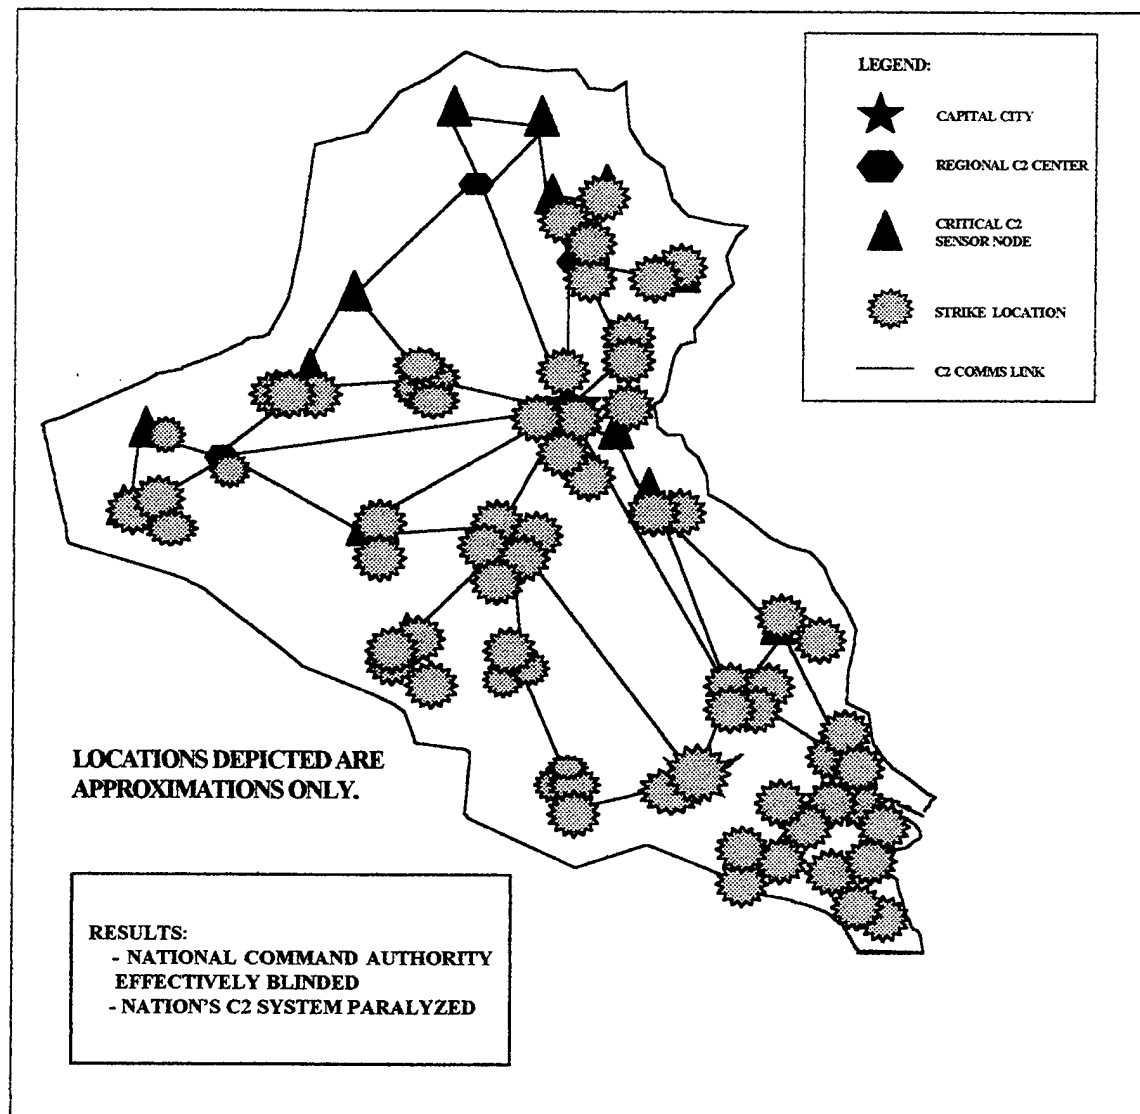 LEGEND:
CAPITAL CITY
REGIONAL C2 CENTER
CRITICAL C2
SENSOR NODE
STRIKE LOCATION
C2 COMMS LINK
LOCATIONS DEPICTED ARE
APPROXIMATIONS ONLY.
RESULTS:
- NATIONAL COMMAND AUTHORITY
EFFECTIVELY BLINDED
- NATION'S C2 SYSTEM PARALYZED